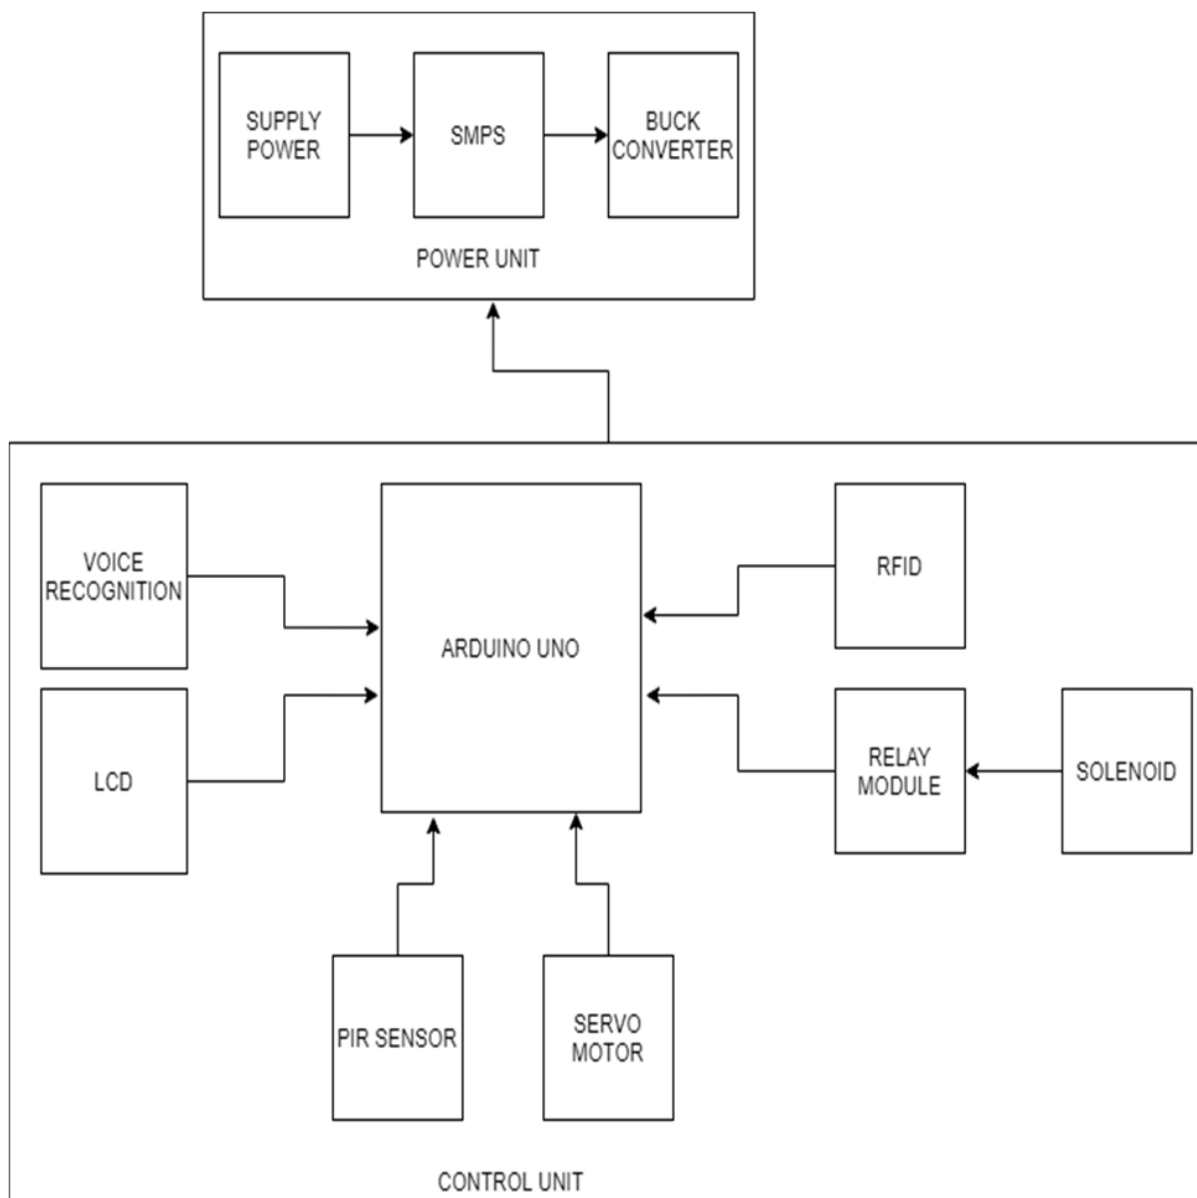 SUPPLY
POWER
SMPS
BUCK
CONVERTER
POWER UNIT
VOICE
RECOGNITION
ARDUINO UNO
RFID
LCD
RELAY
MODULE
SOLENOID
PIR SENSOR
SERVO
MOTOR
CONTROL UNIT